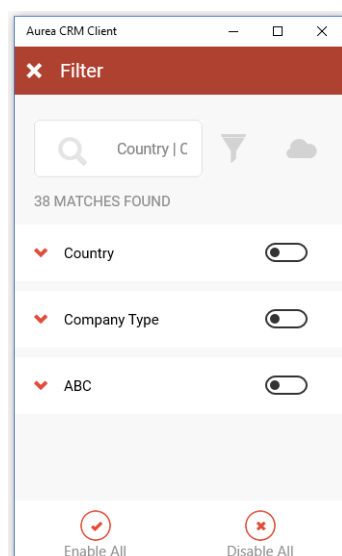 Aurea CRM Client
Filter
Country | C
38 MATCHES FOUND
Country
Company Type
ABC
Enable All
Disable All